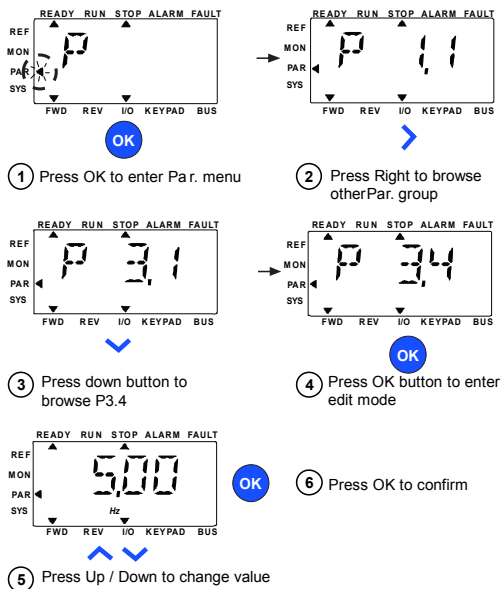 READY RUN STOP ALARM FAULT
REF
MON
PAR
SYS
P
FWD REV I/O KEYPAD BUS
OK
1 Press OK to enter Par. menu
READY RUN STOP ALARM FAULT
REF
MON
PAR
SYS
P 1,1
FWD REV I/O KEYPAD BUS
2 Press Right to browse
otherPar. group
READY RUN STOP ALARM FAULT
REF
MON
PAR
SYS
P 3,1
FWD REV I/O KEYPAD BUS
3 Press down button to
browse P3.4
READY RUN STOP ALARM FAULT
REF
MON
PAR
SYS
P 3,4
FWD REV I/O KEYPAD BUS
OK
4 Press OK button to enter
edit mode
READY RUN STOP ALARM FAULT
REF
MON
PAR
SYS
5,00
Hz
FWD REV I/O KEYPAD BUS
5 Press Up / Down to change value
OK
6 Press OK to confirm